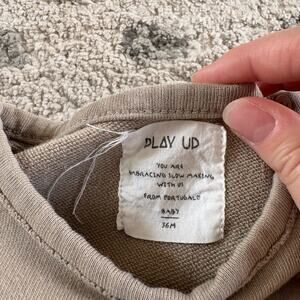 PLAY UP
YOU ARE
EMBRACING SLOW MAKING
WITH US
FROM PORTUGAL!
BABY
36M